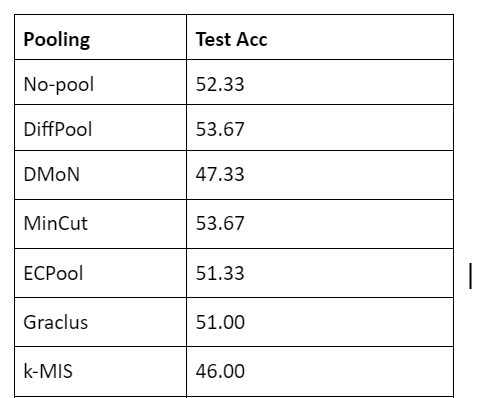 Pooling Test Acc
No-pool 52.33
DiffPool 53.67
DMoN 47.33
MinCut 53.67
ECPool 51.33
Graclus 51.00
k-MIS 46.00